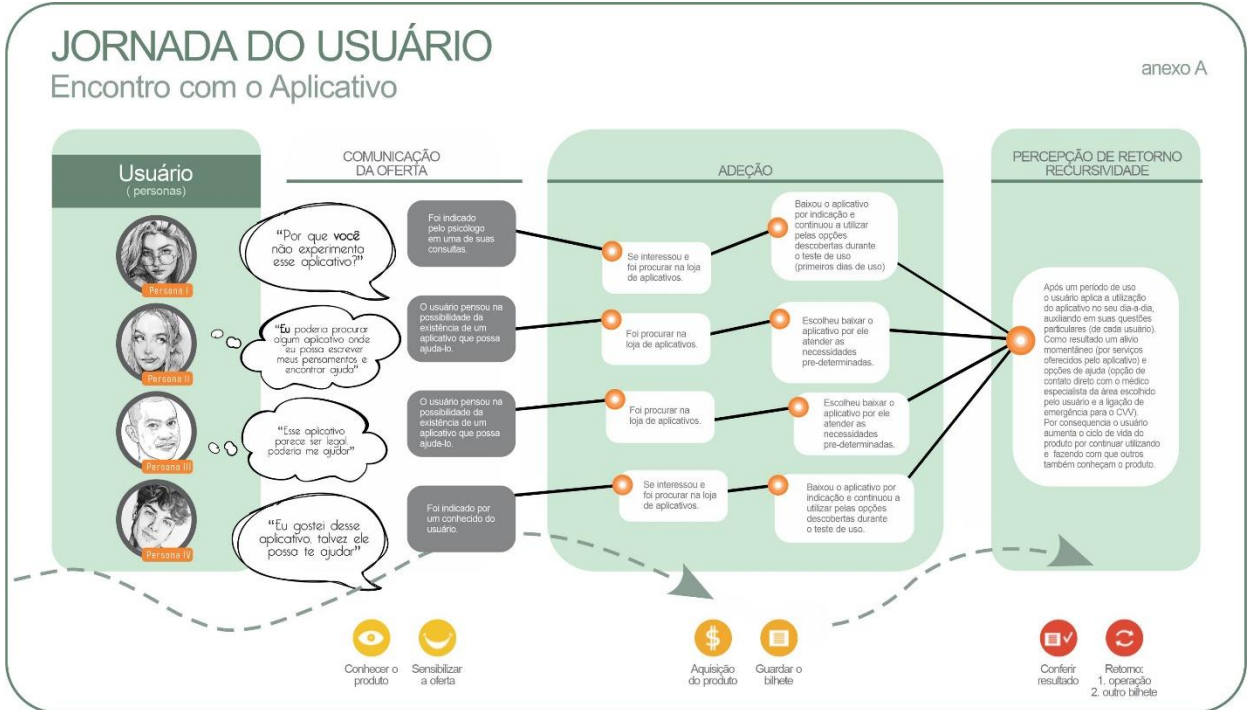 JORNADA DO USUÁRIO
Encontro com o Aplicativo
anexo A
Usuário
( personas)
COMUNICAÇÃO
DA OFERTA
ADEÇÃO
PERCEPÇÃO DE RETORNO
RECURSIVIDADE
Persona I
“Por que você
não experimenta
esse aplicativo?”
Foi indicado
pelo psicólogo
em uma de suas
consultas.
Se interessou e
foi procurar na loja
de aplicativos.
Baixou o aplicativo
por indicação e
continuou a utilizar
pelas opções
descobertas durante
o teste de uso
(primeiros dias de uso)
Persona II
“Eu poderia procurar
algum aplicativo onde
eu possa escrever
meus pensamentos e
encontrar ajuda”
O usuário pensou na
possibilidade da
existência de um
aplicativo que possa
ajuda-lo.
Foi procurar na
loja de aplicativos.
Escolheu baixar o
aplicativo por ele
atender as
necessidades
pre-determinadas.
Persona III
“Esse aplicativo
parece ser legal,
poderia me ajudar”
O usuário pensou na
possibilidade da
existência de um
aplicativo que possa
ajuda-lo.
Foi procurar na
loja de aplicativos.
Escolheu baixar o
aplicativo por ele
atender as
necessidades
pre-determinadas.
Persona IV
“Eu gostei desse
aplicativo, talvez ele
possa te ajudar”
Foi indicado por
um conhecido do
usuário.
Se interessou e
foi procurar na loja
de aplicativos.
Baixou o aplicativo por
indicação e continuou a
utilizar pelas opções
descobertas durante
o teste de uso.
Após um período de uso
o usuário aplica a utilização
do aplicativo no seu dia-a-dia,
auxiliando em suas questões
particulares (de cada usuário).
Como resultado um alivio
momentâneo (por serviços
oferecidos pelo aplicativo) e
opções de ajuda (opção de
contato direto com o médico
especialista da área escolhido
pelo usuário e a ligação de
emergência para o CVV).
Por consequencia o usuário
aumenta o ciclo de vida do
produto por continuar utilizando
e fazendo com que outros
também conheçam o produto.
Conhecer o
produto
Sensibilizar
a oferta
$
Aquisição
do produto
Guardar o
bilhete
Conferir
resultado
Retorno:
1. operação
2. outro bilhete